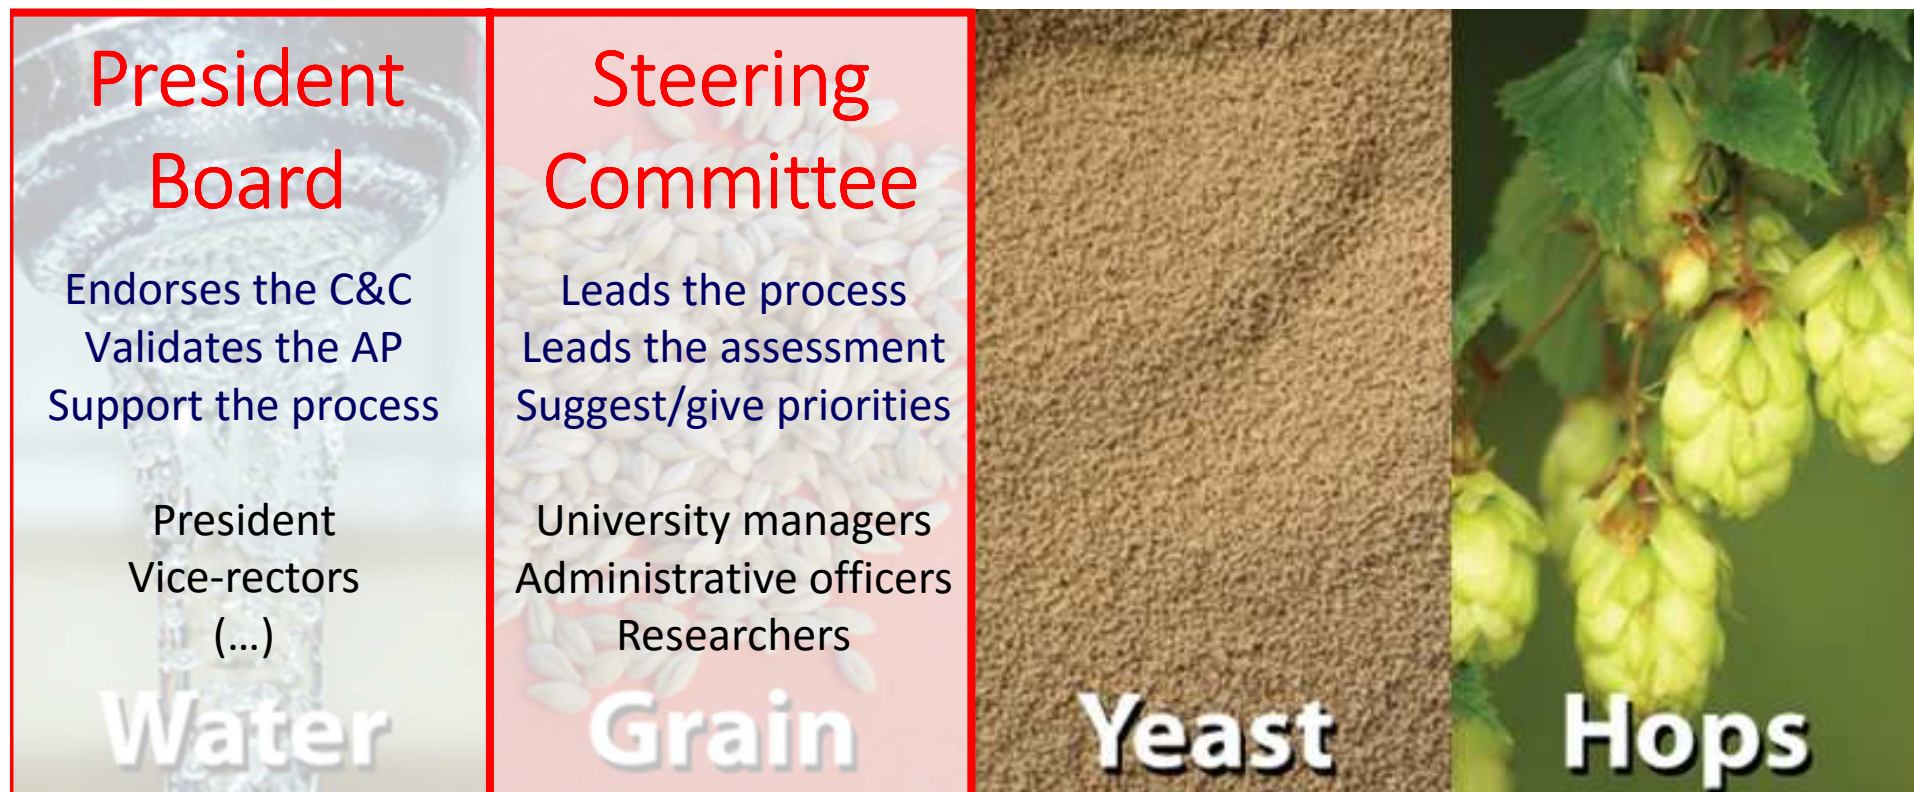 President
Board
Endorses the C&C
Validates the AP
Support the process
President
Vice-rectors
(...)
Water
Steering
Committee
Leads the process
Leads the assessment
Suggest/give priorities
University managers
Administrative officers
Researchers
Grain
Yeast
Hops